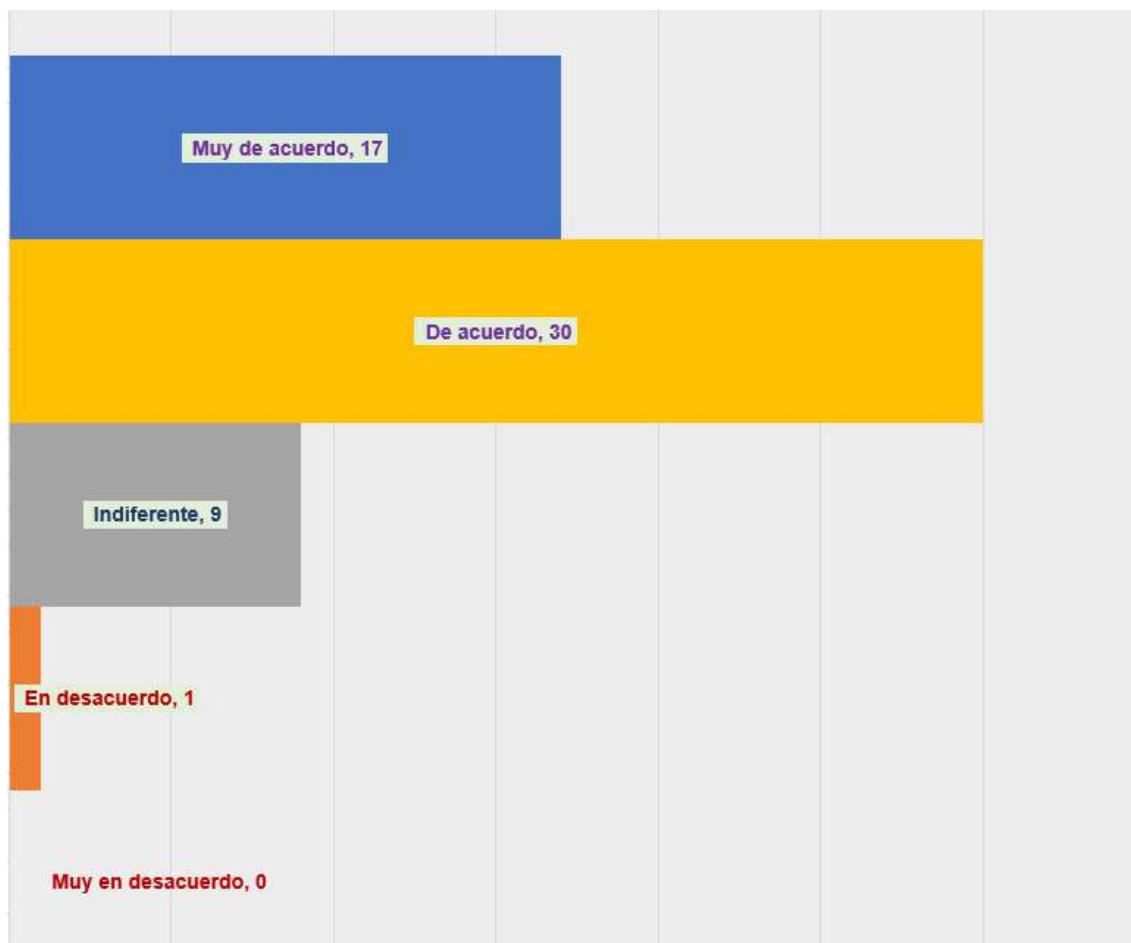 Muy de acuerdo, 17
De acuerdo, 30
Indiferente, 9
En desacuerdo, 1
Muy en desacuerdo, 0